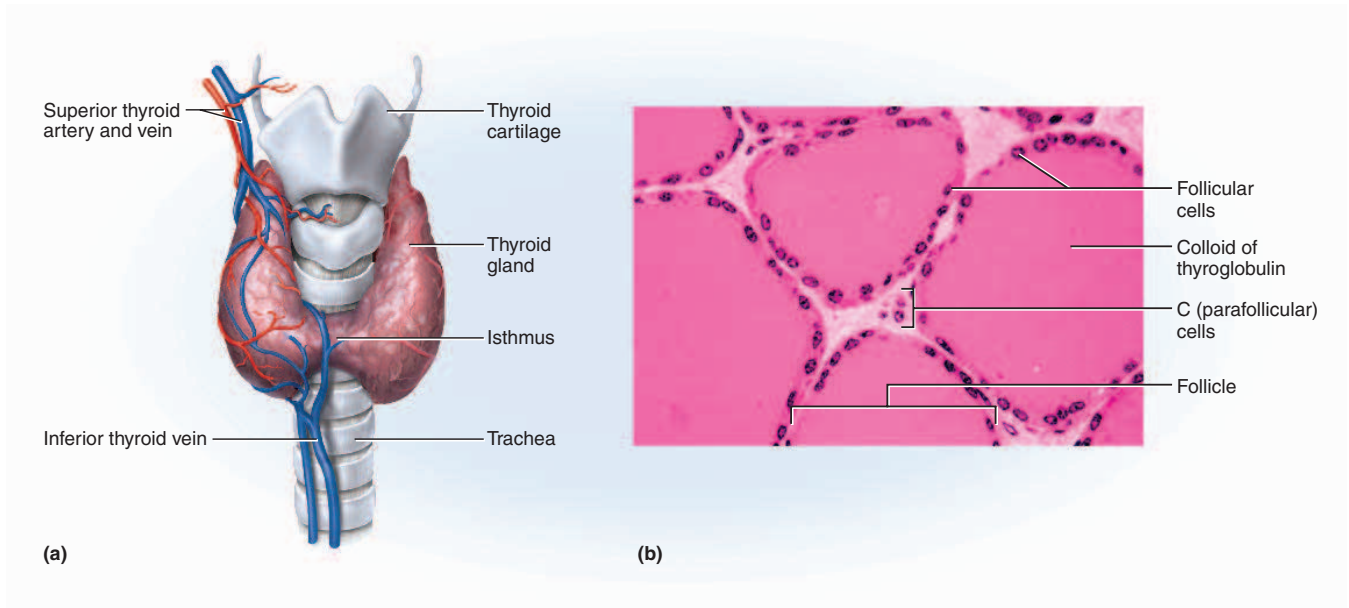 Superior thyroid
artery and vein
Inferior thyroid vein
Thyroid
cartilage
Thyroid
gland
Isthmus
Trachea
(a)
Follicular
cells
Colloid of
thyroglobulin
C (parafollicular)
cells
Follicle
(b)